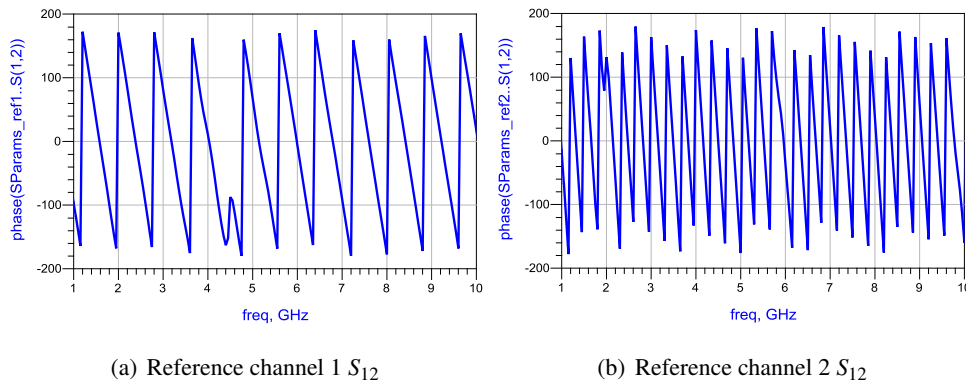 phase(SParams_ref1..S(1,2))
200
100
0
-100
-200
1 2 3 4 5 6 7 8 9 10
freq, GHz
(a) Reference channel 1 S12
phase(SParams_ref2..S(1,2))
200
100
0
-100
-200
1 2 3 4 5 6 7 8 9 10
freq, GHz
(b) Reference channel 2 S12